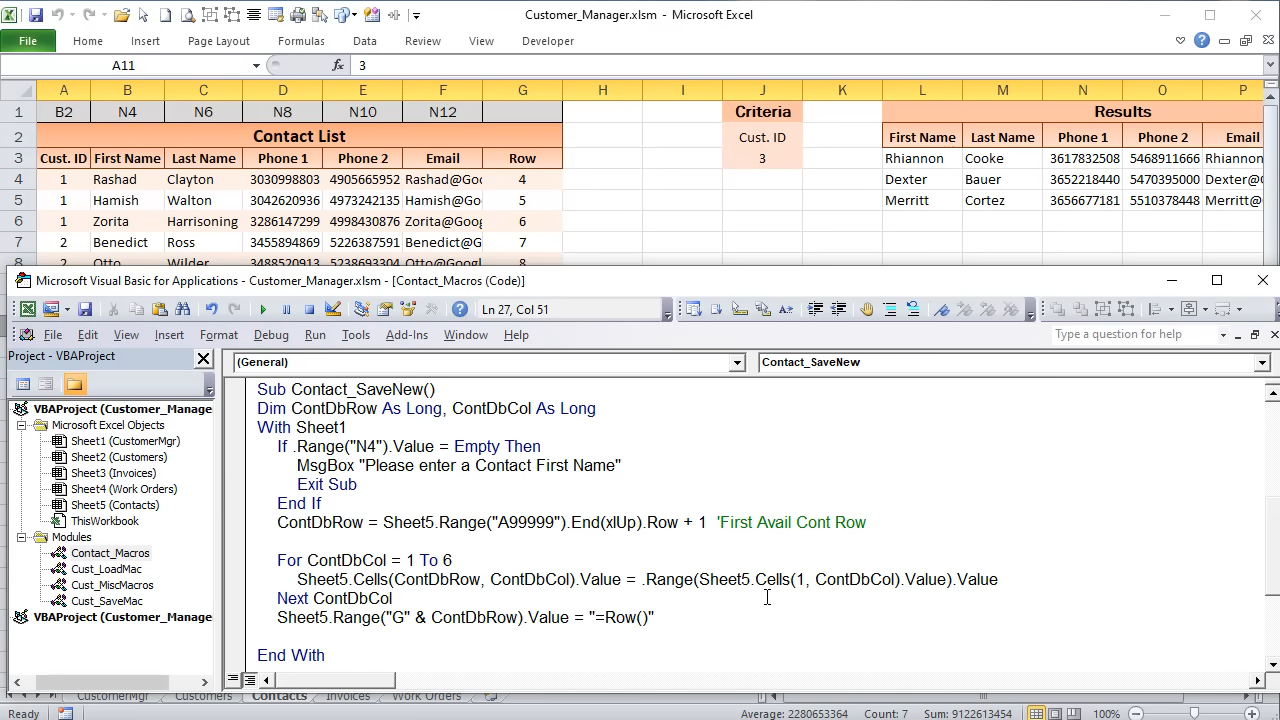 Customer_Manager.xlsm - Microsoft Excel
File Home Insert Page Layout Formulas Data Review View Developer
A11 fx 3
A B C D E F G H I J K L M N O P
1 B2 N4 N6 N8 N10 N12 Criteria Results
2 Contact List Cust. ID First Name Last Name Phone 1 Phone 2 Email
3 Cust. ID First Name Last Name Phone 1 Phone 2 Email Row 3 Rhiannon Cooke 3617832508 5468911666 Rhiannon
4 1 Rashad Clayton 3030998803 4905665952 Rashad@Goo 4 Dexter Bauer 3652218440 5470395000 Dexter@G
5 1 Hamish Walton 3042620936 4973242135 Hamish@Go 5 Merritt Cortez 3656677181 5510378448 Merritt@G
6 1 Zorita Harrisoning 3286147299 4998430876 Zorita@Goog 6
7 2 Benedict Ross 3455894869 5226387591 Benedict@G 7
8 2 Otto Wilder 3488520913 5238693304 Otto@Googl 8
Microsoft Visual Basic for Applications - Customer_Manager.xlsm - [Contact_Macros (Code)]
Ln 27, Col 51
File Edit View Insert Format Debug Run Tools Add-Ins Window Help Type a question for help
Project - VBAProject
(General) Contact_SaveNew
VBAProject (Customer_Manage
Microsoft Excel Objects
Sheet1 (CustomerMgr)
Sheet2 (Customers)
Sheet3 (Invoices)
Sheet4 (Work Orders)
Sheet5 (Contacts)
ThisWorkbook
Modules
Contact_Macros
Cust_LoadMac
Cust_MiscMacros
Cust_SaveMac
VBAProject (Customer_Manage
Sub Contact_SaveNew()
Dim ContDbRow As Long, ContDbCol As Long
With Sheet1
If .Range("N4").Value = Empty Then
MsgBox "Please enter a Contact First Name"
Exit Sub
End If
ContDbRow = Sheet5.Range("A99999").End(xlUp).Row + 1 'First Avail Cont Row
For ContDbCol = 1 To 6
Sheet5.Cells(ContDbRow, ContDbCol).Value = .Range(Sheet5.Cells(1, ContDbCol).Value).Value
Next ContDbCol
Sheet5.Range("G" & ContDbRow).Value = "=Row()"
End With
CustomerMgr Customers Contacts Invoices Work Orders
Ready Average: 2280653364 Count: 7 Sum: 9122613454 100%